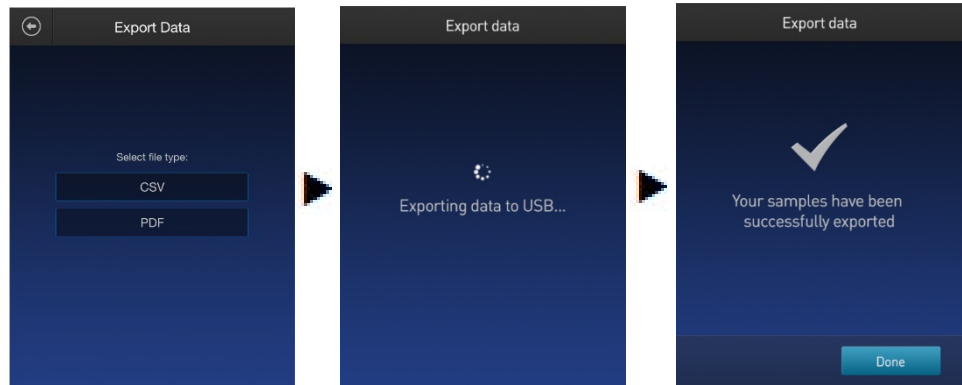 Export Data
Select file type:
CSV
PDF
Export data
Exporting data to USB...
Export data
Your samples have been
successfully exported
Done